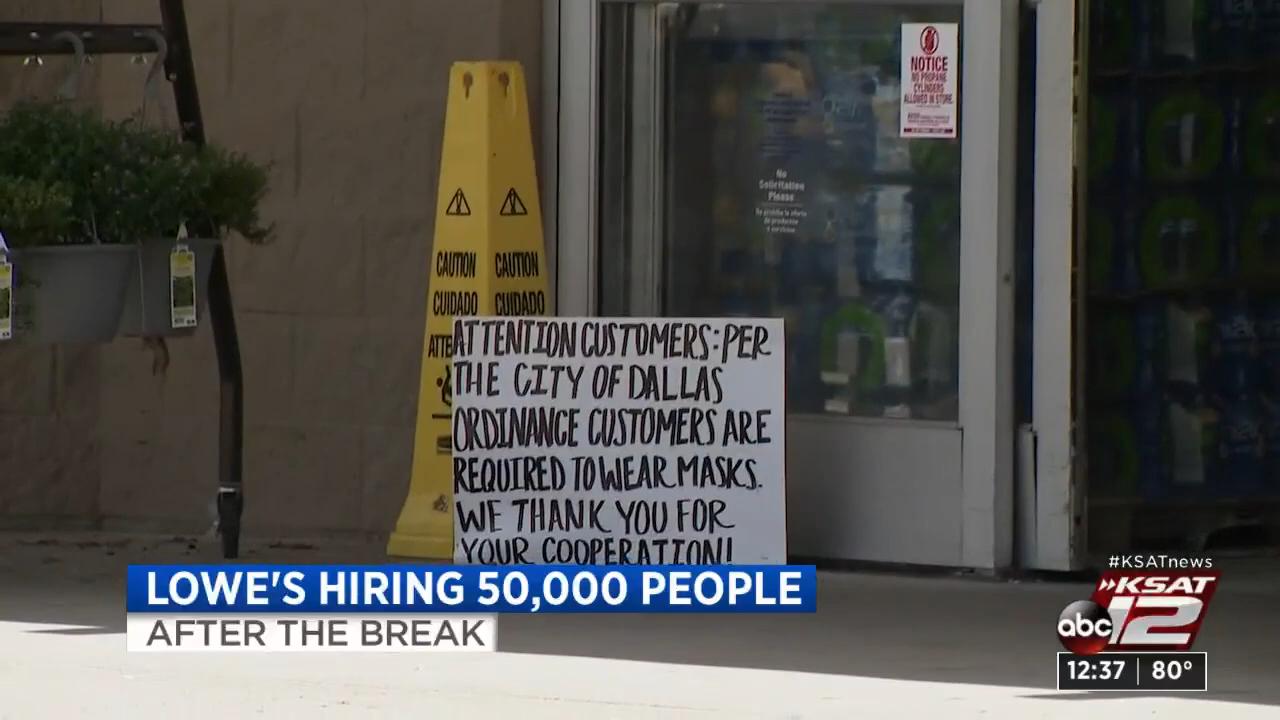 NOTICE
NO PROPANE
CYLINDERS
ALLOWED IN STORE.
No
Solicitation
Please
CAUTION CAUTION
CUIDADO CUIDADO
ATTE
ATTENTION CUSTOMERS: PER
THE CITY OF DALLAS
ORDINANCE CUSTOMERS ARE
REQUIRED TO WEAR MASKS.
WE THANK YOU FOR
YOUR COOPERATION!
LOWE'S HIRING 50,000 PEOPLE
AFTER THE BREAK
#KSATnews
KSAT
abc 12
12:37 80°